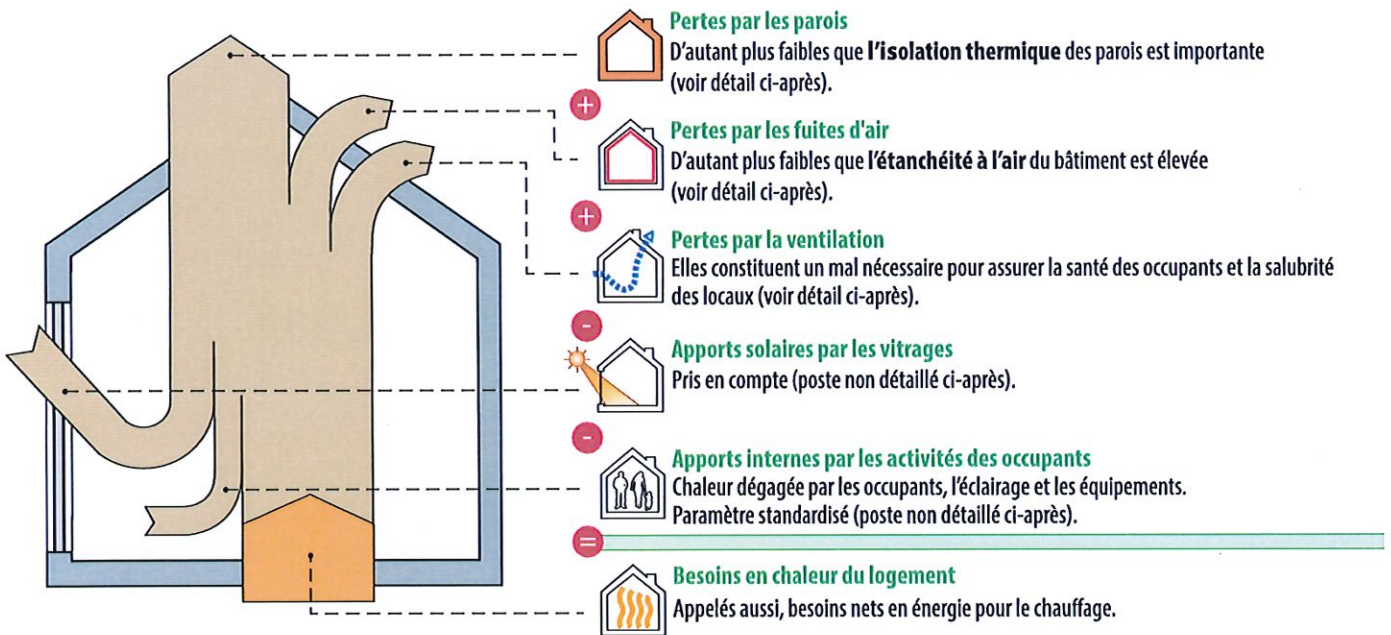 Pertes par les parois
D'autant plus faibles que l'isolation thermique des parois est importante
(voir détail ci-après).
+
Pertes par les fuites d'air
D'autant plus faibles que l'étanchéité à l'air du bâtiment est élevée
(voir détail ci-après).
+
Pertes par la ventilation
Elles constituent un mal nécessaire pour assurer la santé des occupants et la salubrité
des locaux (voir détail ci-après).
-
Apports solaires par les vitrages
Pris en compte (poste non détaillé ci-après).
-
Apports internes par les activités des occupants
Chaleur dégagée par les occupants, l'éclairage et les équipements.
Paramètre standardisé (poste non détaillé ci-après).
=
Besoins en chaleur du logement
Appelés aussi, besoins nets en énergie pour le chauffage.